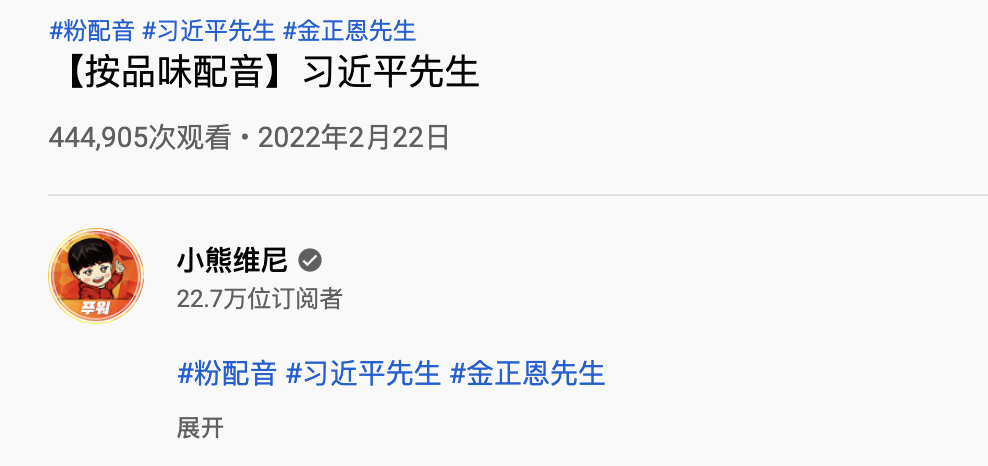 #粉配音 #习近平先生 #金正恩先生
【按品味配音】习近平先生
444,905次观看 • 2022年2月22日
푸워
小熊维尼
22.7万位订阅者
#粉配音 #习近平先生 #金正恩先生
展开